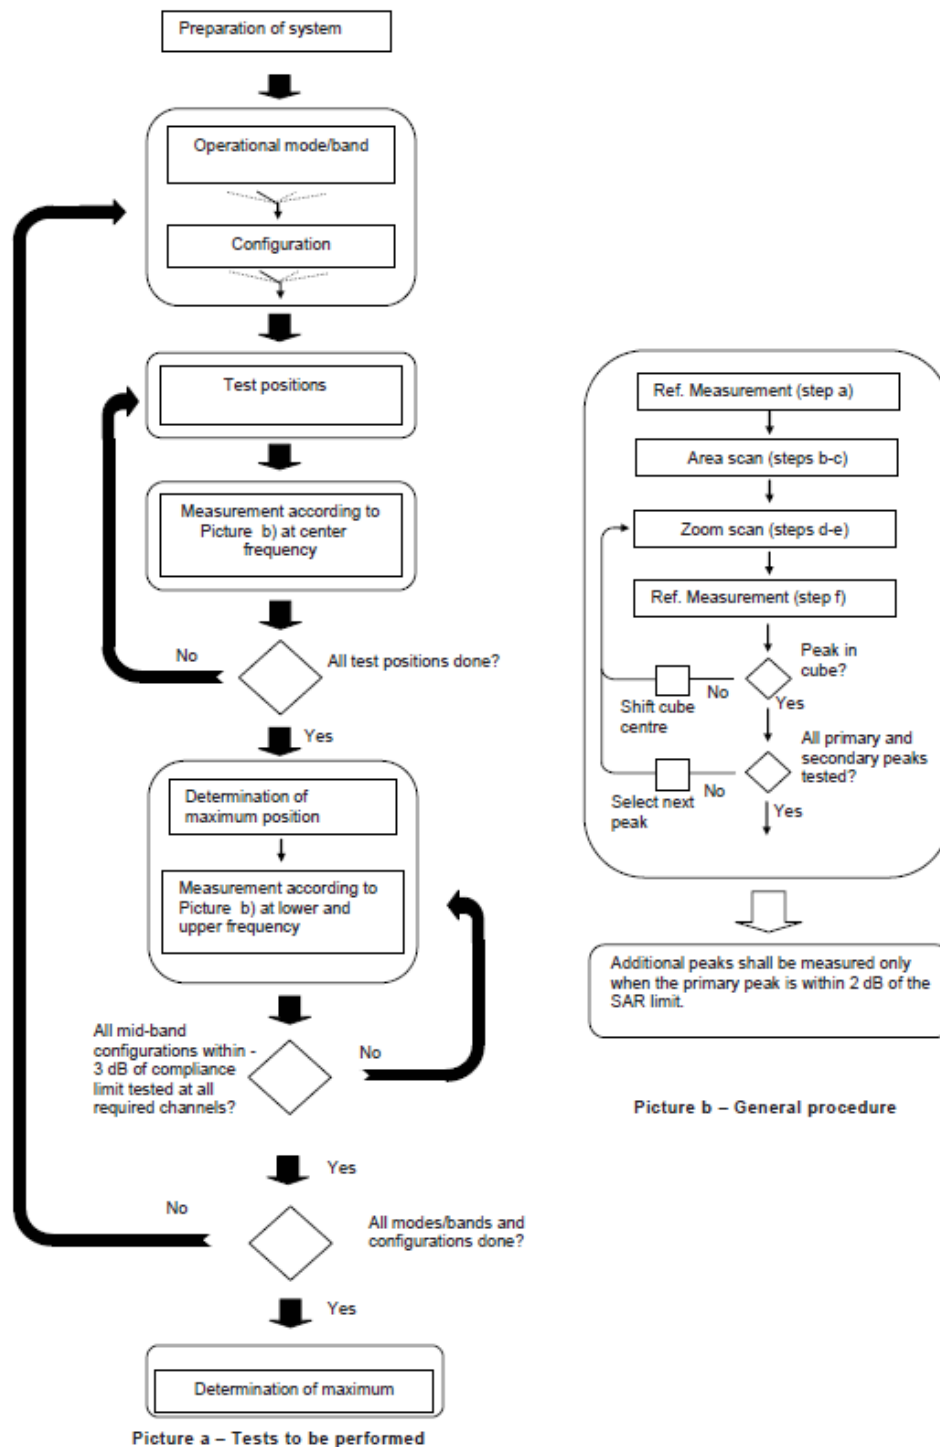 Preparation of system
Operational mode/band
Configuration
Test positions
Measurement according to
Picture b) at center
frequency
No
All test positions done?
Yes
Determination of
maximum position
Measurement according to
Picture b) at lower and
upper frequency
All mid-band
configurations within -
3 dB of compliance
limit tested at all
required channels?
No
Yes
No
All modes/bands and
configurations done?
Yes
Determination of maximum
Picture a – Tests to be performed
Ref. Measurement (step a)
Area scan (steps b-c)
Zoom scan (steps d-e)
Ref. Measurement (step f)
Peak in
cube?
No
Shift cube
centre
Yes
All primary and
secondary peaks
tested?
No
Select next
peak
Yes
Additional peaks shall be measured only
when the primary peak is within 2 dB of the
SAR limit.
Picture b – General procedure